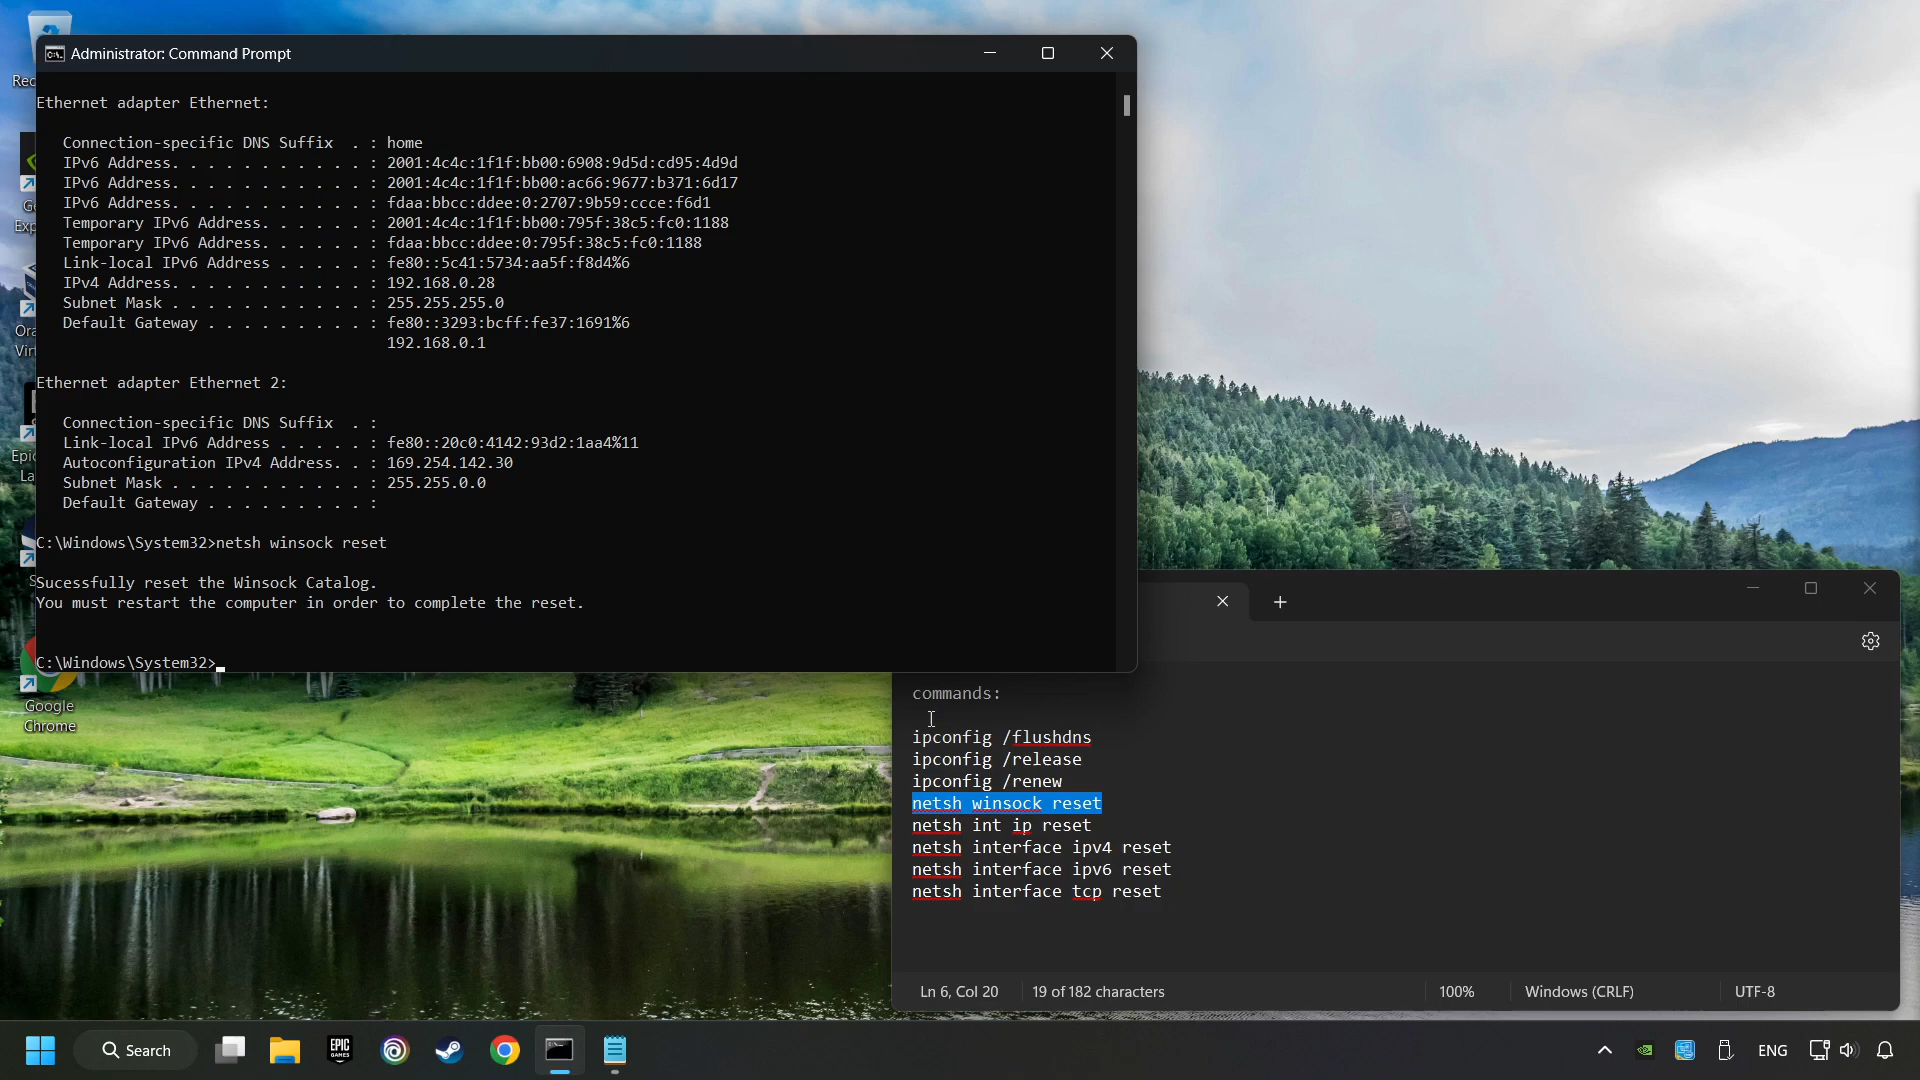 Administrator: Command Prompt
Ethernet adapter Ethernet:
Connection-specific DNS Suffix . : home
IPv6 Address. . . . . . . . . . . : 2001:4c4c:1f1f:bb00:6908:9d5d:cd95:4d9d
IPv6 Address. . . . . . . . . . . : 2001:4c4c:1f1f:bb00:ac66:9677:b371:6d17
IPv6 Address. . . . . . . . . . . : fdaa:bbcc:ddee:0:2707:9b59:ccce:f6d1
Temporary IPv6 Address. . . . . . : 2001:4c4c:1f1f:bb00:795f:38c5:fc0:1188
Temporary IPv6 Address. . . . . . : fdaa:bbcc:ddee:0:795f:38c5:fc0:1188
Link-local IPv6 Address . . . . . : fe80::5c41:5734:aa5f:f8d4%6
IPv4 Address. . . . . . . . . . . : 192.168.0.28
Subnet Mask . . . . . . . . . . . : 255.255.255.0
Default Gateway . . . . . . . . . : fe80::3293:bcff:fe37:1691%6
192.168.0.1
Ethernet adapter Ethernet 2:
Connection-specific DNS Suffix . :
Link-local IPv6 Address . . . . . : fe80::20c0:4142:93d2:1aa4%11
Autoconfiguration IPv4 Address. . : 169.254.142.30
Subnet Mask . . . . . . . . . . . : 255.255.0.0
Default Gateway . . . . . . . . . :
C:\Windows\System32>netsh winsock reset
Sucessfully reset the Winsock Catalog.
You must restart the computer in order to complete the reset.
C:\Windows\System32>
Google
Chrome
commands:
ipconfig /flushdns
ipconfig /release
ipconfig /renew
netsh winsock reset
netsh int ip reset
netsh interface ipv4 reset
netsh interface ipv6 reset
netsh interface tcp reset
Ln 6, Col 20
19 of 182 characters
100%
Windows (CRLF)
UTF-8
Search
EPIC
GAMES
ENG